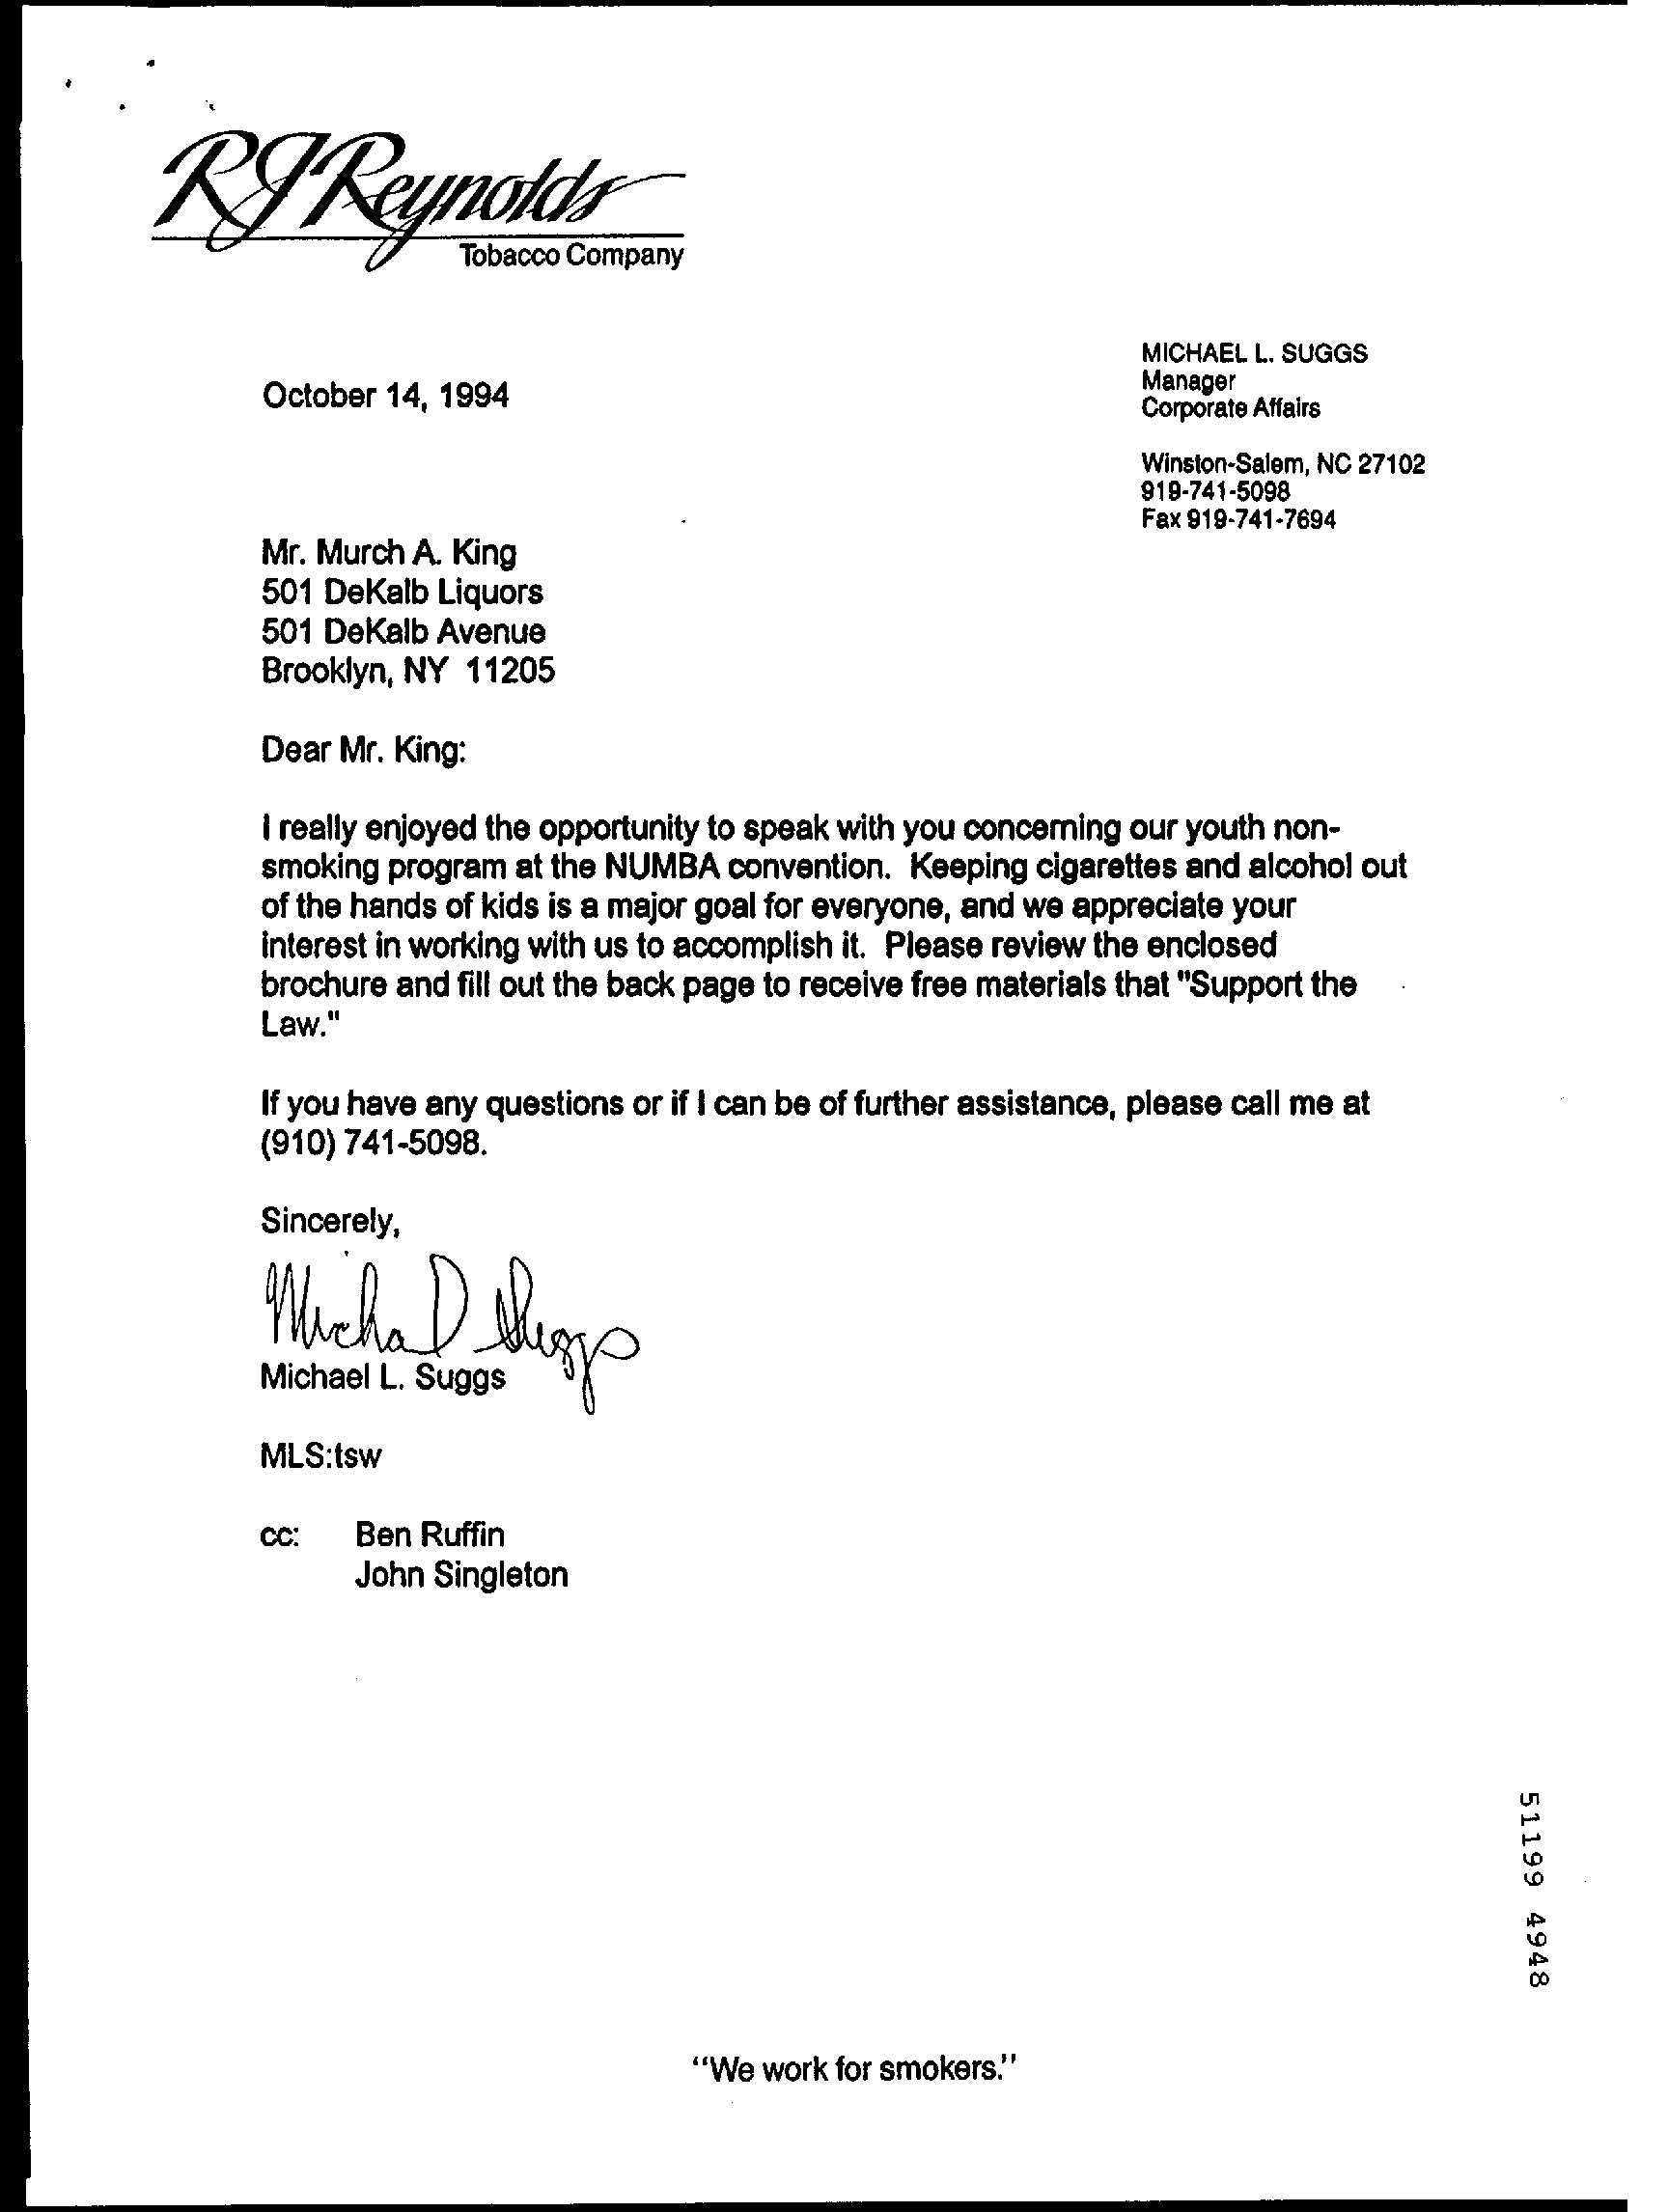 RJReynolds
Tobacco Company
MICHAEL L. SUGGS
Manager
Corporate Affairs
October 14, 1994
Winston-Salem, NC 27102
919-741-5098
Fax 919-741-7694
Mr. Murch A. King
501 DeKalb Liquors
501 DeKalb Avenue
Brooklyn, NY 11205
Dear Mr. King:
I really enjoyed the opportunity to speak with you concerning our youth non-
smoking program at the NUMBA convention. Keeping cigarettes and alcohol out
of the hands of kids is a major goal for everyone, and we appreciate your
interest in working with us to accomplish it. Please review the enclosed
brochure and fill out the back page to receive free materials that "Support the
Law."
If you have any questions or if I can be of further assistance, please call me at
(910) 741-5098.
Sincerely,
Michael L. Suggs
MLS:tsw
cc: Ben Ruffin
John Singleton
51199 4948
"We work for smokers."